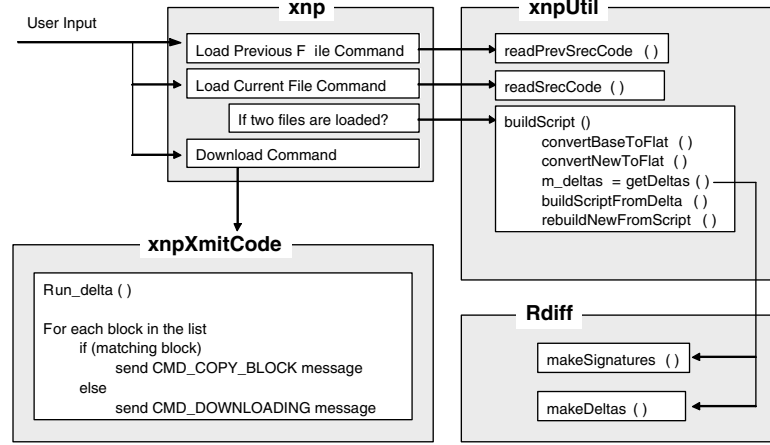 xnp
xnpUtil
User Input
Load Previous F ile Command
readPrevSrecCode ( )
Load Current File Command
readSrecCode ( )
If two files are loaded?
buildScript ()
convertBaseToFlat ( )
convertNewToFlat ( )
m_deltas = getDeltas ( )
buildScriptFromDelta ( )
rebuildNewFromScript ( )
Download Command
xnpXmitCode
Run_delta ( )
For each block in the list
if (matching block)
send CMD_COPY_BLOCK message
else
send CMD_DOWNLOADING message
Rdiff
makeSignatures ( )
makeDeltas ( )